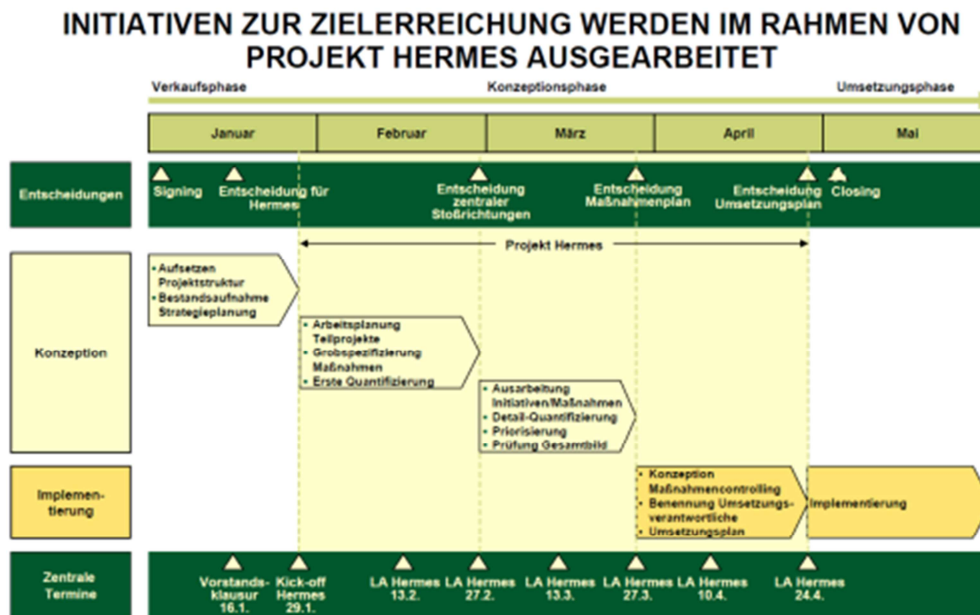 INITIATIVEN ZUR ZIELERREICHUNG WERDEN IM RAHMEN VON
PROJEKT HERMES AUSGEARBEITET
Verkaufsphase
Konzeptionsphase
Umsetzungsphase
Januar
Februar
März
April
Mai
Entscheidungen
Signing
Entscheidung für
Hermes
Entscheidung
zentraler
Stoßrichtungen
Entscheidung
Maßnahmenplan
Entscheidung
Umsetzungsplan
Closing
Projekt Hermes
Konzeption
• Aufsetzen
Projektstruktur
• Bestandsaufnahme
Strategieplanung
• Arbeitsplanung
Teilprojekte
• Grobspezifizierung
Maßnahmen
• Erste Quantifizierung
• Ausarbeitung
Initiativen/Maßnahmen
• Detail-Quantifizierung
• Priorisierung
• Prüfung Gesamtbild
Implemen-
tierung
• Konzeption
Maßnahmencontrolling
• Benennung Umsetzungs-
verantwortliche
• Umsetzungsplan
Implementierung
Zentrale
Termine
Vorstands-
klausur
16.1.
Kick-off
Hermes
29.1.
LA Hermes
13.2.
LA Hermes
27.2.
LA Hermes
13.3.
LA Hermes
27.3.
LA Hermes
10.4.
LA Hermes
24.4.